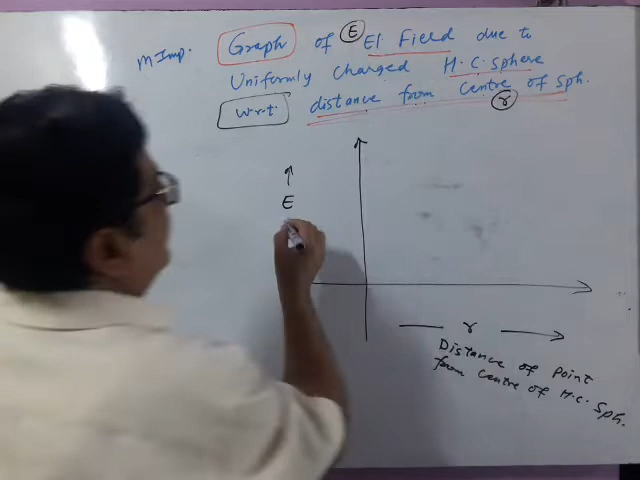 M Imp. Graph of (E) El Field due to
Uniformly charged H.C. Sphere
w.r.t. distance from centre of Sph.
(r)
E
r
Distance of point
from centre of H.C. Sph.